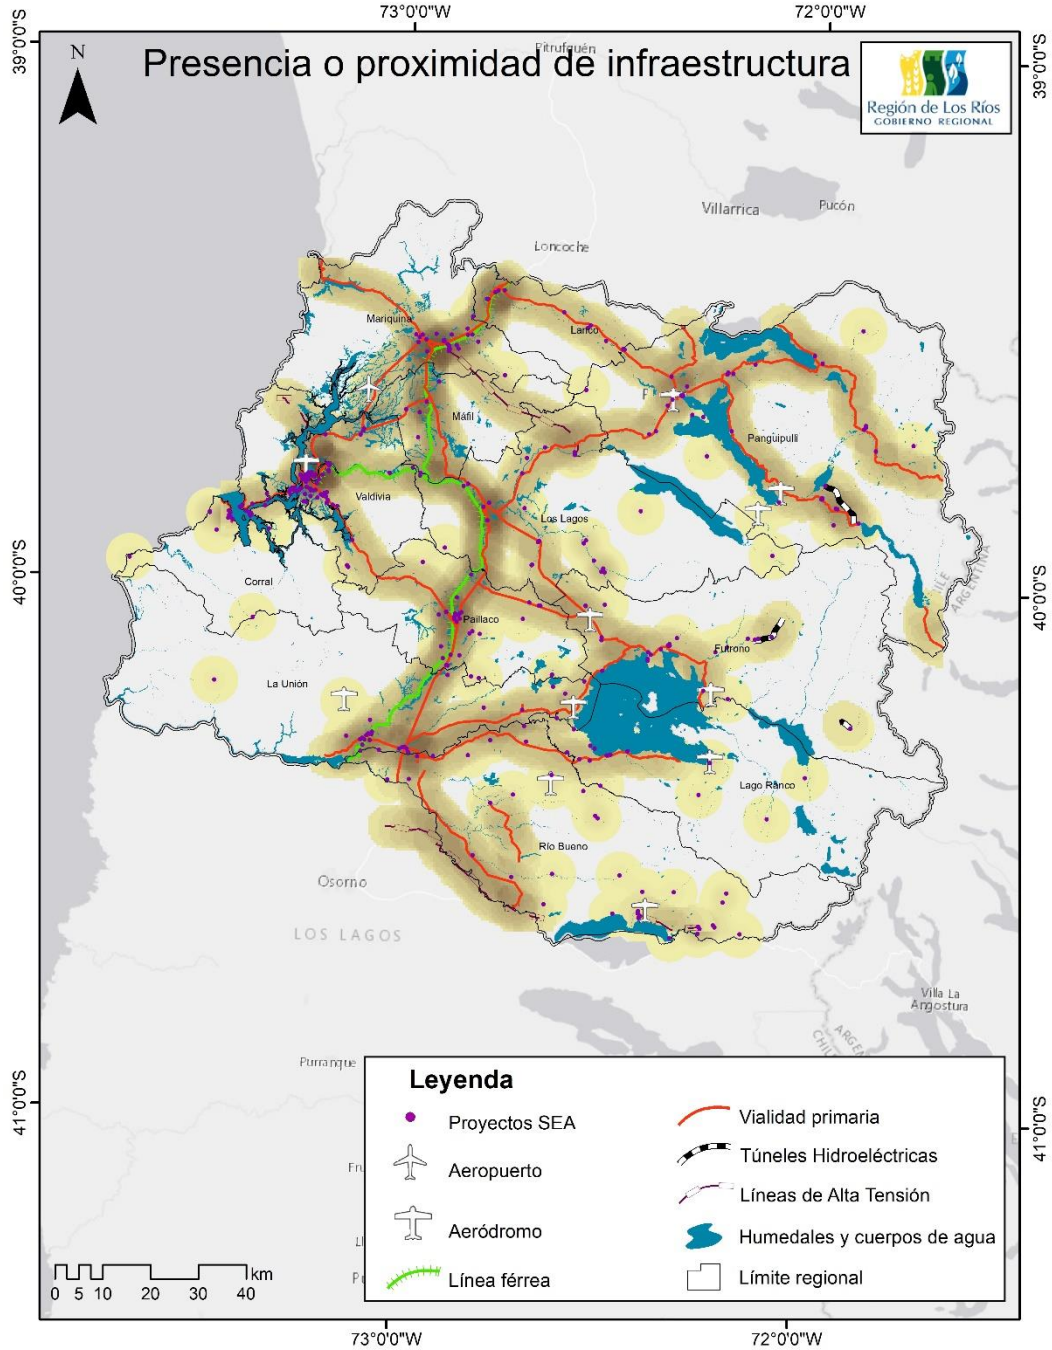 73°0'0"W
72°0'0"W
39°0'0"S
39°0'0"S
N
Presencia o proximidad de infraestructura
Región de Los Ríos
GOBIERNO REGIONAL
Pitrufquén
Villarrica
Pucón
Loncoche
Mariquina
Lanco
Máfil
Panguipulli
Valdivia
Los Lagos
40°0'0"S
40°0'0"S
CHILE
ARGENTINA
Corral
Paillaco
Futrono
La Unión
Lago Ranco
Río Bueno
Osorno
LOS LAGOS
Villa La
Angostura
Purranque
41°0'0"S
41°0'0"S
Leyenda
Proyectos SEA
Aeropuerto
Aeródromo
Línea férrea
Vialidad primaria
Túneles Hidroeléctricas
Líneas de Alta Tensión
Humedales y cuerpos de agua
Límite regional
km
0 5 10 20 30 40
73°0'0"W
72°0'0"W